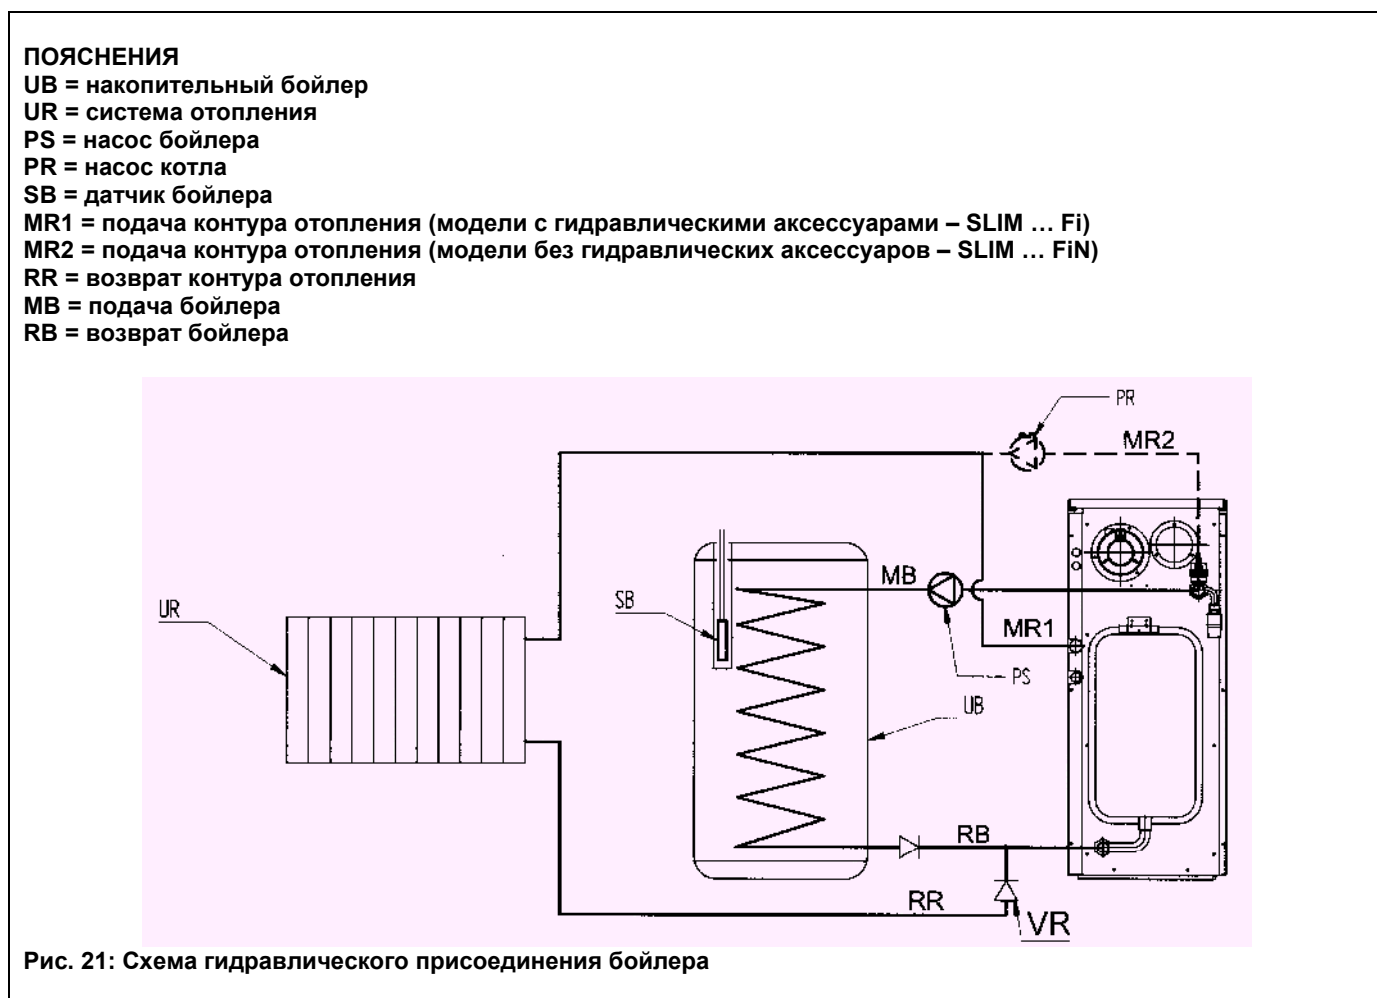 ПОЯСНЕНИЯ
UB = накопительный бойлер
UR = система отопления
PS = насос бойлера
PR = насос котла
SB = датчик бойлера
MR1 = подача контура отопления (модели с гидравлическими аксессуарами – SLIM … Fi)
MR2 = подача контура отопления (модели без гидравлических аксессуаров – SLIM … FiN)
RR = возврат контура отопления
MB = подача бойлера
RB = возврат бойлера
PR
MR2
MB
SB
UR
MR1
PS
UB
RB
RR
VR
Рис. 21: Схема гидравлического присоединения бойлера